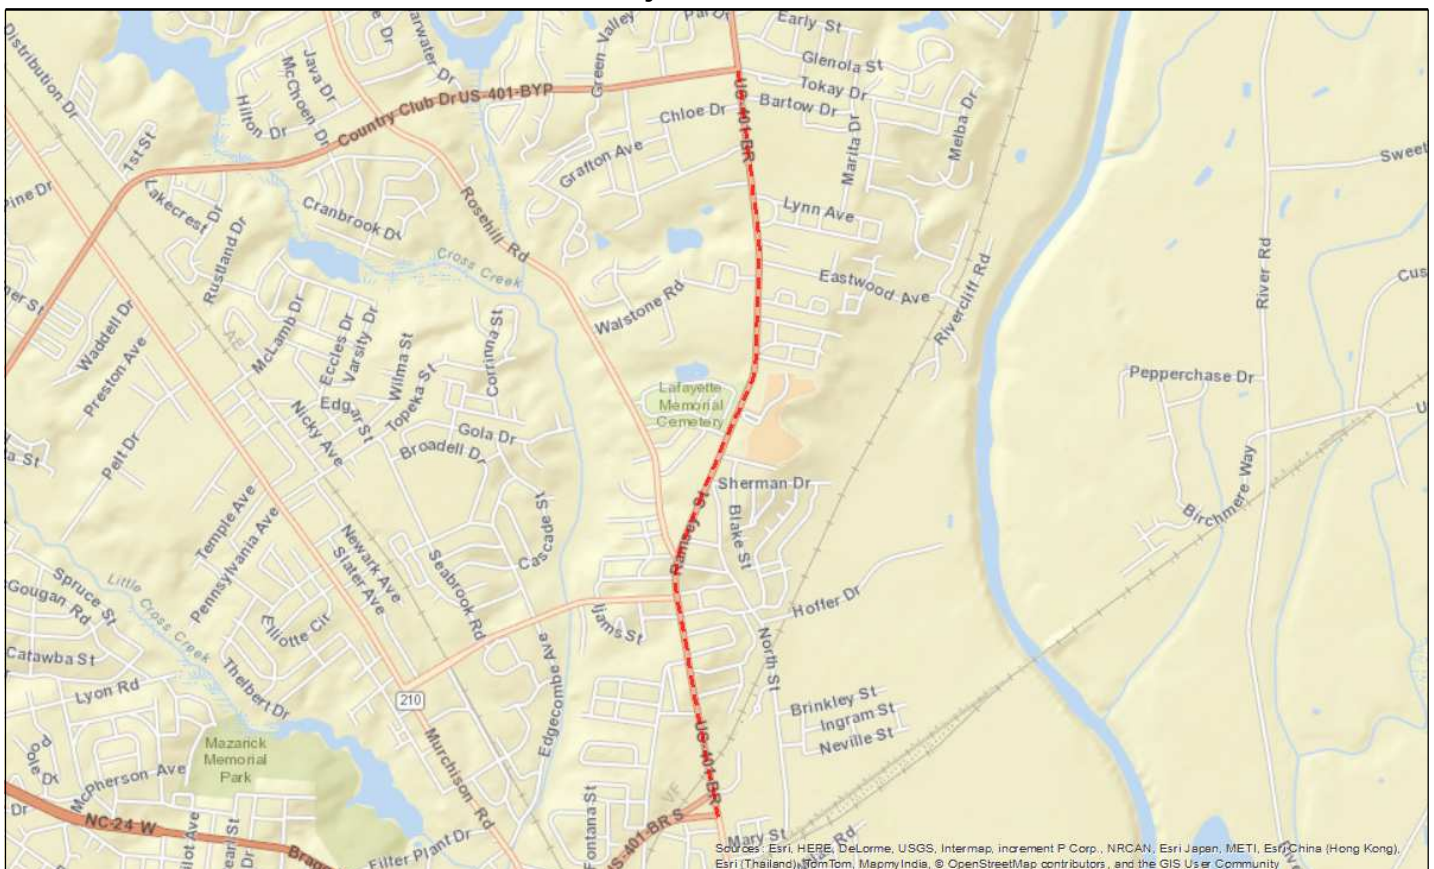 Early St
Green Valley
Glenola St
Distribution Dr
Java Dr
McChoen Dr
Hilton Dr
Country Club Dr US-401-BYP
Tokay Dr
Bartow Dr
Chloe Dr
US-401-BR
Melba Dr
Marita Dr
1st St
Grafton Ave
Sweet
Pine Dr
Lakecrest Dr
Cranbrook Dr
Rosehill Rd
Lynn Ave
Rustland Dr
Cross Creek
River Rd
Eastwood Ave
Rivercliff Rd
Cus
ner St
Waddell Dr
Walstone Rd
McLamb Dr
Eccles Dr
Varsity Dr
Wilma St
Corrinna St
Preston Ave
Topeka St
Pepperchase Dr
Lafayette
Memorial
Cemetery
Edgar St
Nicky Ave
Gola Dr
Broadell Dr
Pelt Dr
a St
Sherman Dr
Birchmere Way
Ramsey St
Blake St
Cascade St
Temple Ave
Pennsylvania Ave
Newark Ave
Slater Ave
Seabrook Rd
Spruce St
Little Cross Creek
Gougan Rd
Elliotte Cir
Ijams St
Hoffer Dr
North St
Catawba St
Lyon Rd
Thelbert Dr
Edgecombe Ave
210
Brinkley St
Ingram St
Neville St
Murchison Rd
US-401-BR
Mazarick
Memorial
Park
McPherson Ave
Dr
NC-24 W
Fontana St
VF
US-401-BR S
Mary St
Filter Plant Dr
Sources: Esri, HERE, DeLorme, USGS, Intermap, increment P Corp., NRCAN, Esri Japan, METI, Esri China (Hong Kong),
Esri (Thailand), TomTom, MapmyIndia, © OpenStreetMap contributors, and the GIS User Community